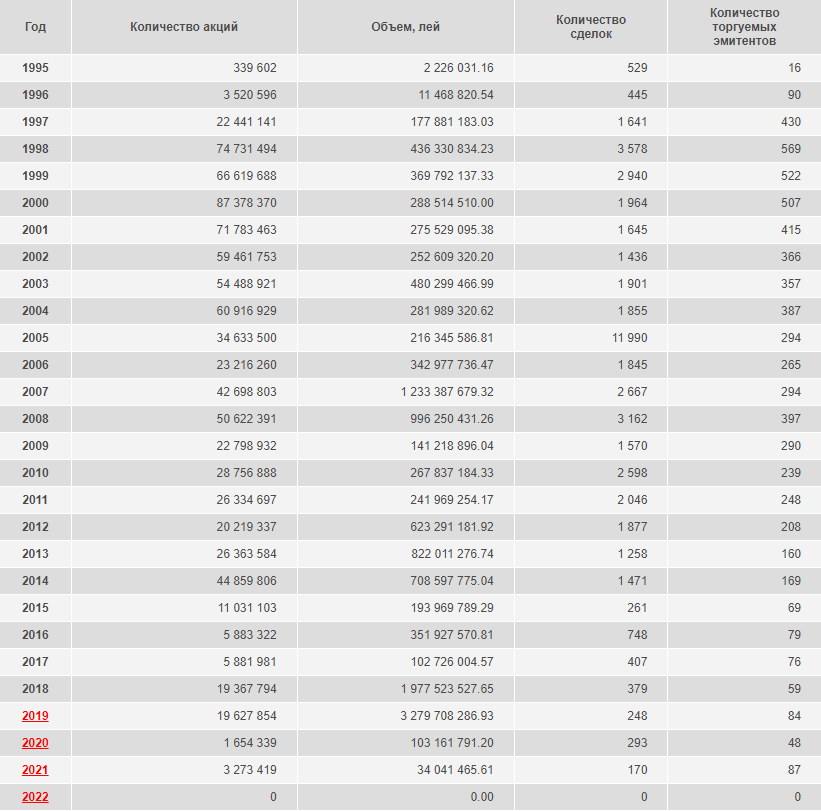 Год Количество акций Объем, лей Количество сделок Количество торгуемых эмитентов
1995 339 602 2 226 031.16 529 16
1996 3 520 596 11 468 820.54 445 90
1997 22 441 141 177 881 183.03 1 641 430
1998 74 731 494 436 330 834.23 3 578 569
1999 66 619 688 369 792 137.33 2 940 522
2000 87 378 370 288 514 510.00 1 964 507
2001 71 783 463 275 529 095.38 1 645 415
2002 59 461 753 252 609 320.20 1 436 366
2003 54 488 921 480 299 466.99 1 901 357
2004 60 916 929 281 989 320.62 1 855 387
2005 34 633 500 216 345 586.81 11 990 294
2006 23 216 260 342 977 736.47 1 845 265
2007 42 698 803 1 233 387 679.32 2 667 294
2008 50 622 391 996 250 431.26 3 162 397
2009 22 798 932 141 218 896.04 1 570 290
2010 28 756 888 267 837 184.33 2 598 239
2011 26 334 697 241 969 254.17 2 046 248
2012 20 219 337 623 291 181.92 1 877 208
2013 26 363 584 822 011 276.74 1 258 160
2014 44 859 806 708 597 775.04 1 471 169
2015 11 031 103 193 969 789.29 261 69
2016 5 883 322 351 927 570.81 748 79
2017 5 881 981 102 726 004.57 407 76
2018 19 367 794 1 977 523 527.65 379 59
2019 19 627 854 3 279 708 286.93 248 84
2020 1 654 339 103 161 791.20 293 48
2021 3 273 419 34 041 465.61 170 87
2022 0 0.00 0 0